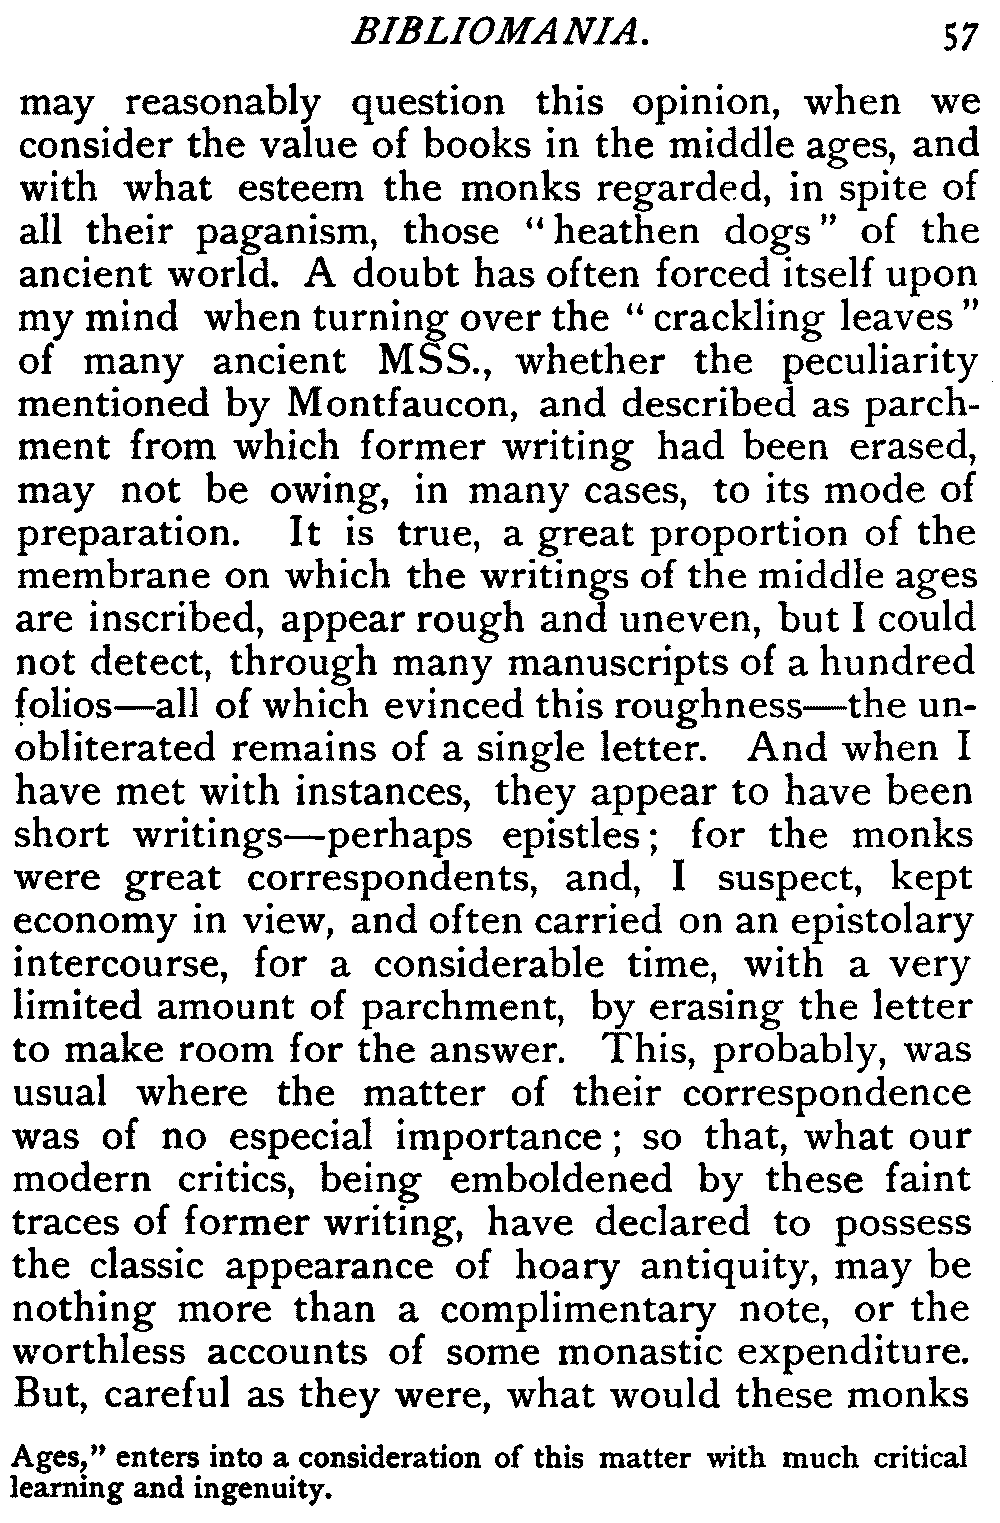 BIBLIOMANIA. 57
may reasonably question this opinion, when we
consider the value of books in the middle ages, and
with what esteem the monks regarded, in spite of
all their paganism, those “heathen dogs” of the
ancient world. A doubt has often forced itself upon
my mind when turning over the “crackling leaves”
of many ancient MSS., whether the peculiarity
mentioned by Montfaucon, and described as parch-
ment from which former writing had been erased,
may not be owing, in many cases, to its mode of
preparation. It is true, a great proportion of the
membrane on which the writings of the middle ages
are inscribed, appear rough and uneven, but I could
not detect, through many manuscripts of a hundred
folios—all of which evinced this roughness—the un-
obliterated remains of a single letter. And when I
have met with instances, they appear to have been
short writings—perhaps epistles; for the monks
were great correspondents, and, I suspect, kept
economy in view, and often carried on an epistolary
intercourse, for a considerable time, with a very
limited amount of parchment, by erasing the letter
to make room for the answer. This, probably, was
usual where the matter of their correspondence
was of no especial importance; so that, what our
modern critics, being emboldened by these faint
traces of former writing, have declared to possess
the classic appearance of hoary antiquity, may be
nothing more than a complimentary note, or the
worthless accounts of some monastic expenditure.
But, careful as they were, what would these monks
Ages,” enters into a consideration of this matter with much critical
learning and ingenuity.